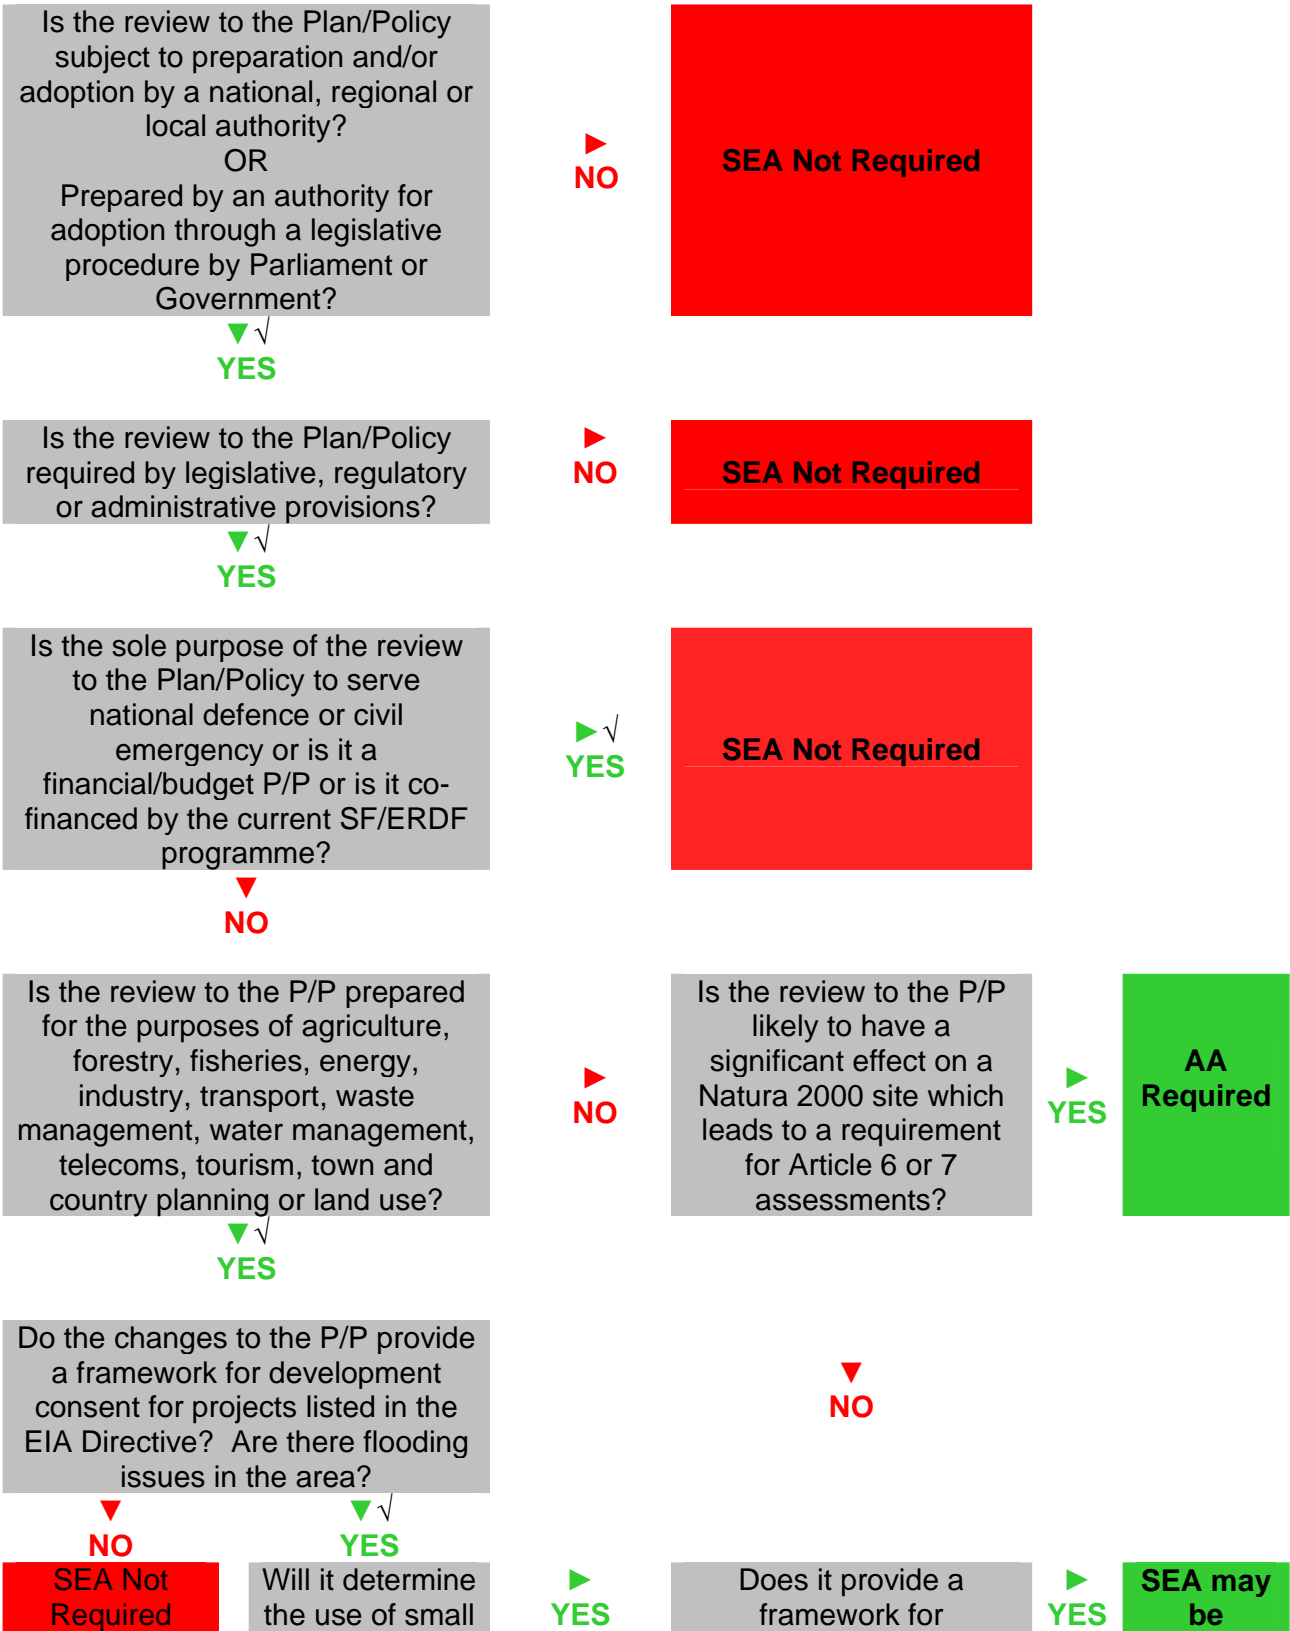 Is the review to the Plan/Policy
subject to preparation and/or
adoption by a national, regional or
local authority?
OR
Prepared by an authority for
adoption through a legislative
procedure by Parliament or
Government?
►
NO
SEA Not Required
▼ √
YES
Is the review to the Plan/Policy
required by legislative, regulatory
or administrative provisions?
►
NO
SEA Not Required
▼ √
YES
Is the sole purpose of the review
to the Plan/Policy to serve
national defence or civil
emergency or is it a
financial/budget P/P or is it co-
financed by the current SF/ERDF
programme?
► √
YES
SEA Not Required
▼
NO
Is the review to the P/P prepared
for the purposes of agriculture,
forestry, fisheries, energy,
industry, transport, waste
management, water management,
telecoms, tourism, town and
country planning or land use?
►
NO
Is the review to the P/P
likely to have a
significant effect on a
Natura 2000 site which
leads to a requirement
for Article 6 or 7
assessments?
►
YES
AA
Required
▼ √
YES
Do the changes to the P/P provide
a framework for development
consent for projects listed in the
EIA Directive?  Are there flooding
issues in the area?
▼
NO
▼
NO
▼ √
YES
SEA Not
Required
Will it determine
the use of small
►
YES
Does it provide a
framework for
►
YES
SEA may
be